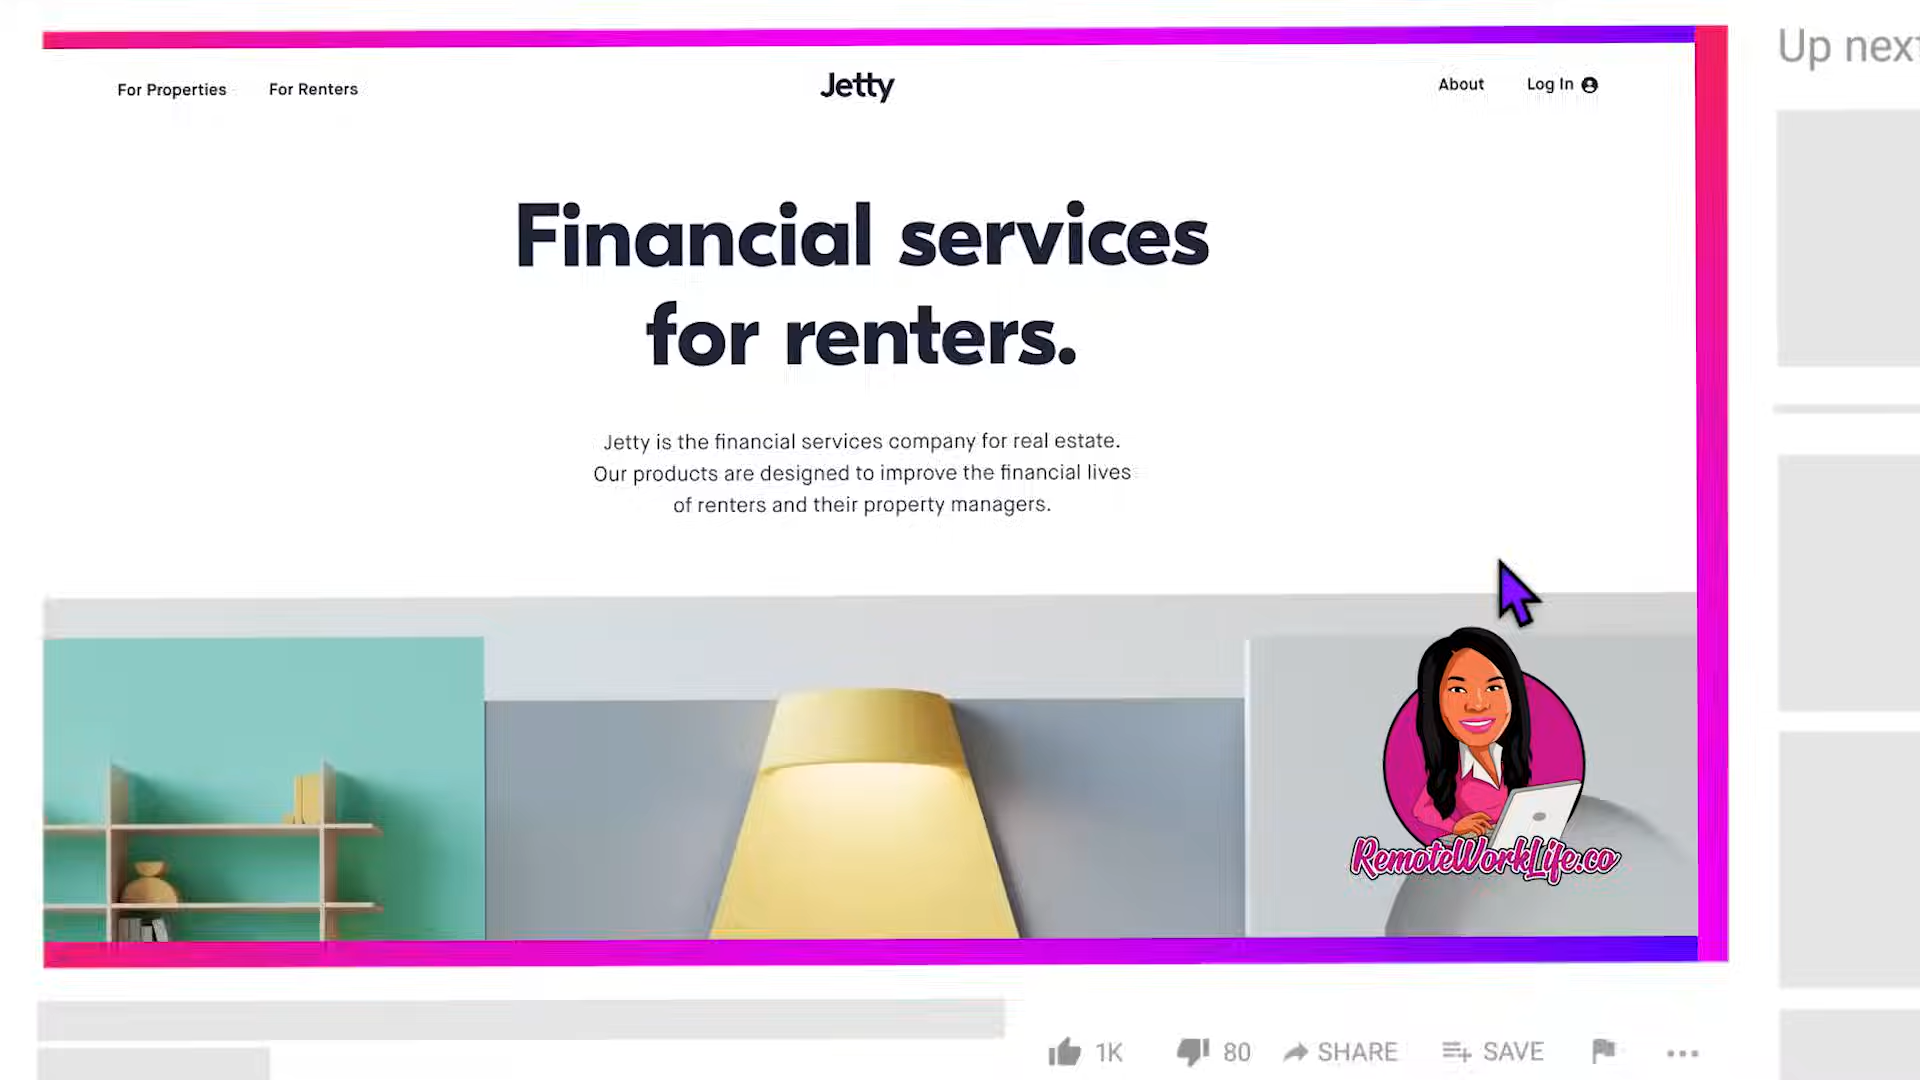 Up next
For Properties
For Renters
Jetty
About
Log In
Financial services
for renters.
Jetty is the financial services company for real estate.
Our products are designed to improve the financial lives
of renters and their property managers.
RemoteWorkLife.co
1K
80
SHARE
SAVE